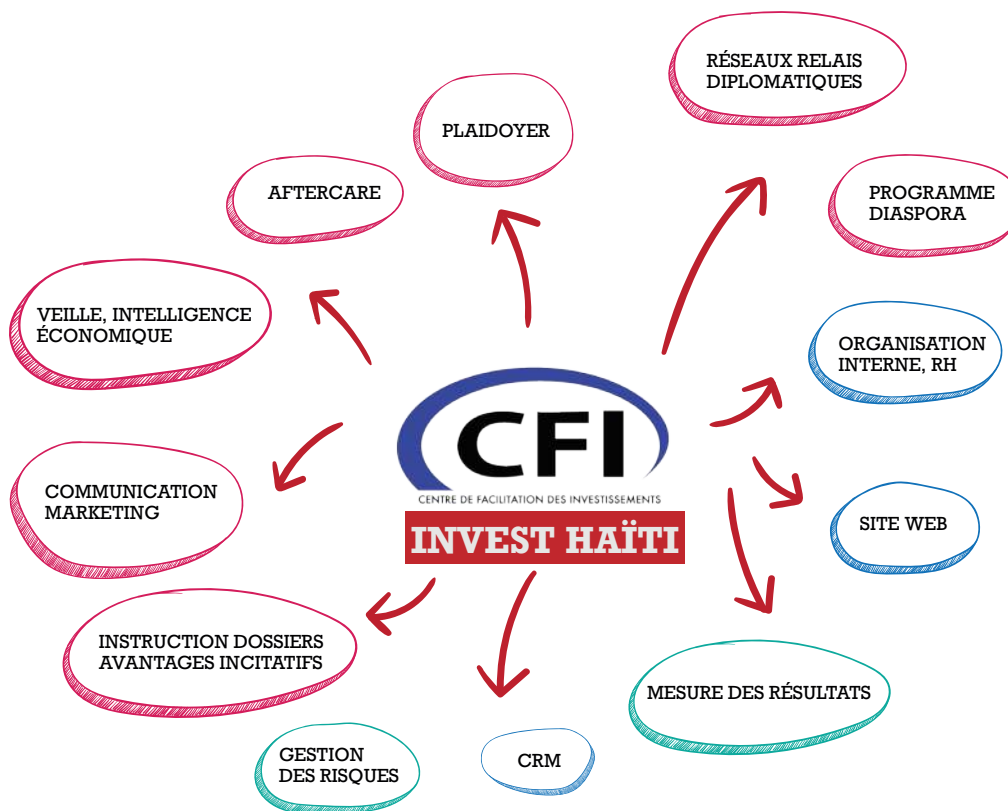 RÉSEAUX RELAIS
DIPLOMATIQUES
PLAIDOYER
AFTERCARE
PROGRAMME
DIASPORA
VEILLE, INTELLIGENCE
ÉCONOMIQUE
ORGANISATION
INTERNE, RH
CFI
CENTRE DE FACILITATION DES INVESTISSEMENTS
INVEST HAÏTI
COMMUNICATION
MARKETING
SITE WEB
INSTRUCTION DOSSIERS
AVANTAGES INCITATIFS
MESURE DES RÉSULTATS
GESTION
DES RISQUES
CRM